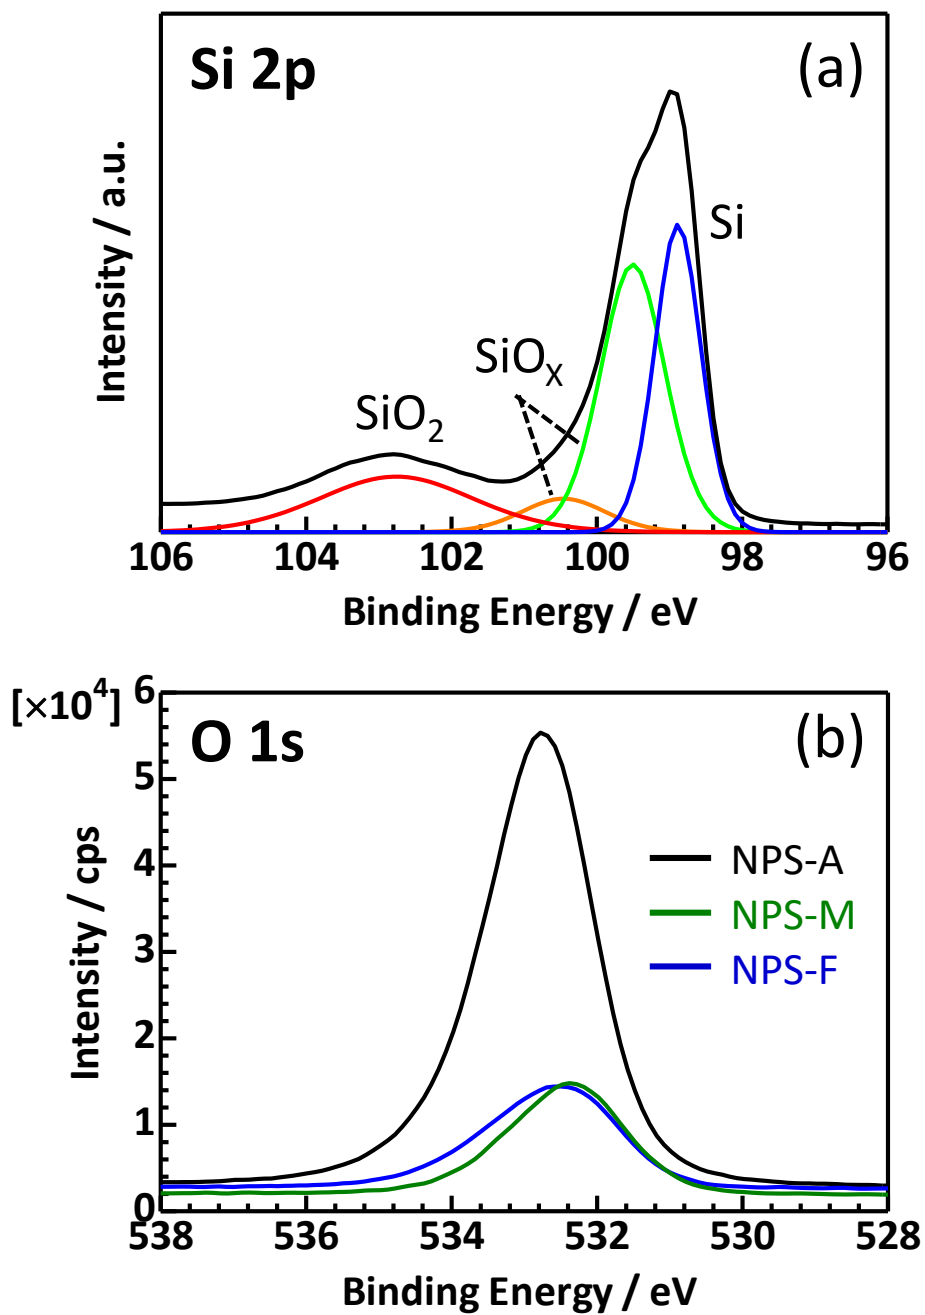 Si 2p
(a)
Intensity / a.u.
Si
SiOX
SiO2
106 104 102 100 98 96
Binding Energy / eV
[×10⁴]
O 1s
(b)
6
5
4
3
2
1
0
Intensity / cps
NPS-A
NPS-M
NPS-F
538 536 534 532 530 528
Binding Energy / eV